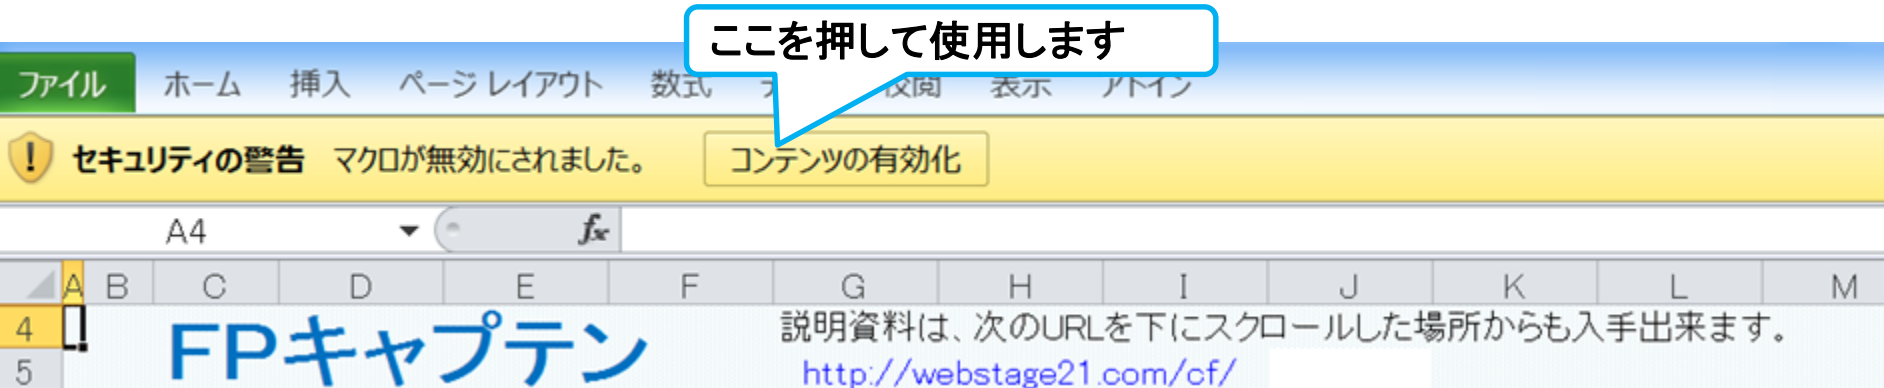 ここを押して使用します
ファイル ホーム 挿入 ページ レイアウト 数式 校閲 表示 アドイン
セキュリティの警告 マクロが無効にされました。 コンテンツの有効化
A4 fx
A B C D E F G H I J K L M
4 FPキャプテン 説明資料は、次のURLを下にスクロールした場所からも入手出来ます。
5 http://webstage21.com/cf/